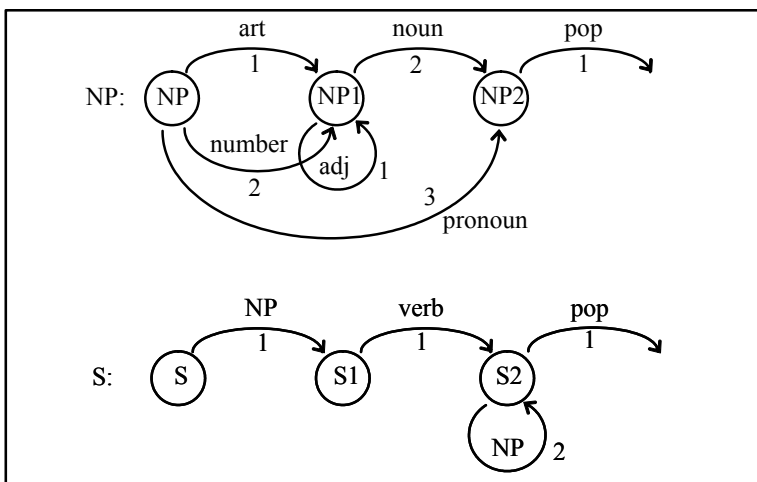 art noun pop
1 2 1
NP: NP NP1 NP2
number
adj 1
2
3
pronoun
NP verb pop
1 1 1
S: S S1 S2
NP 2